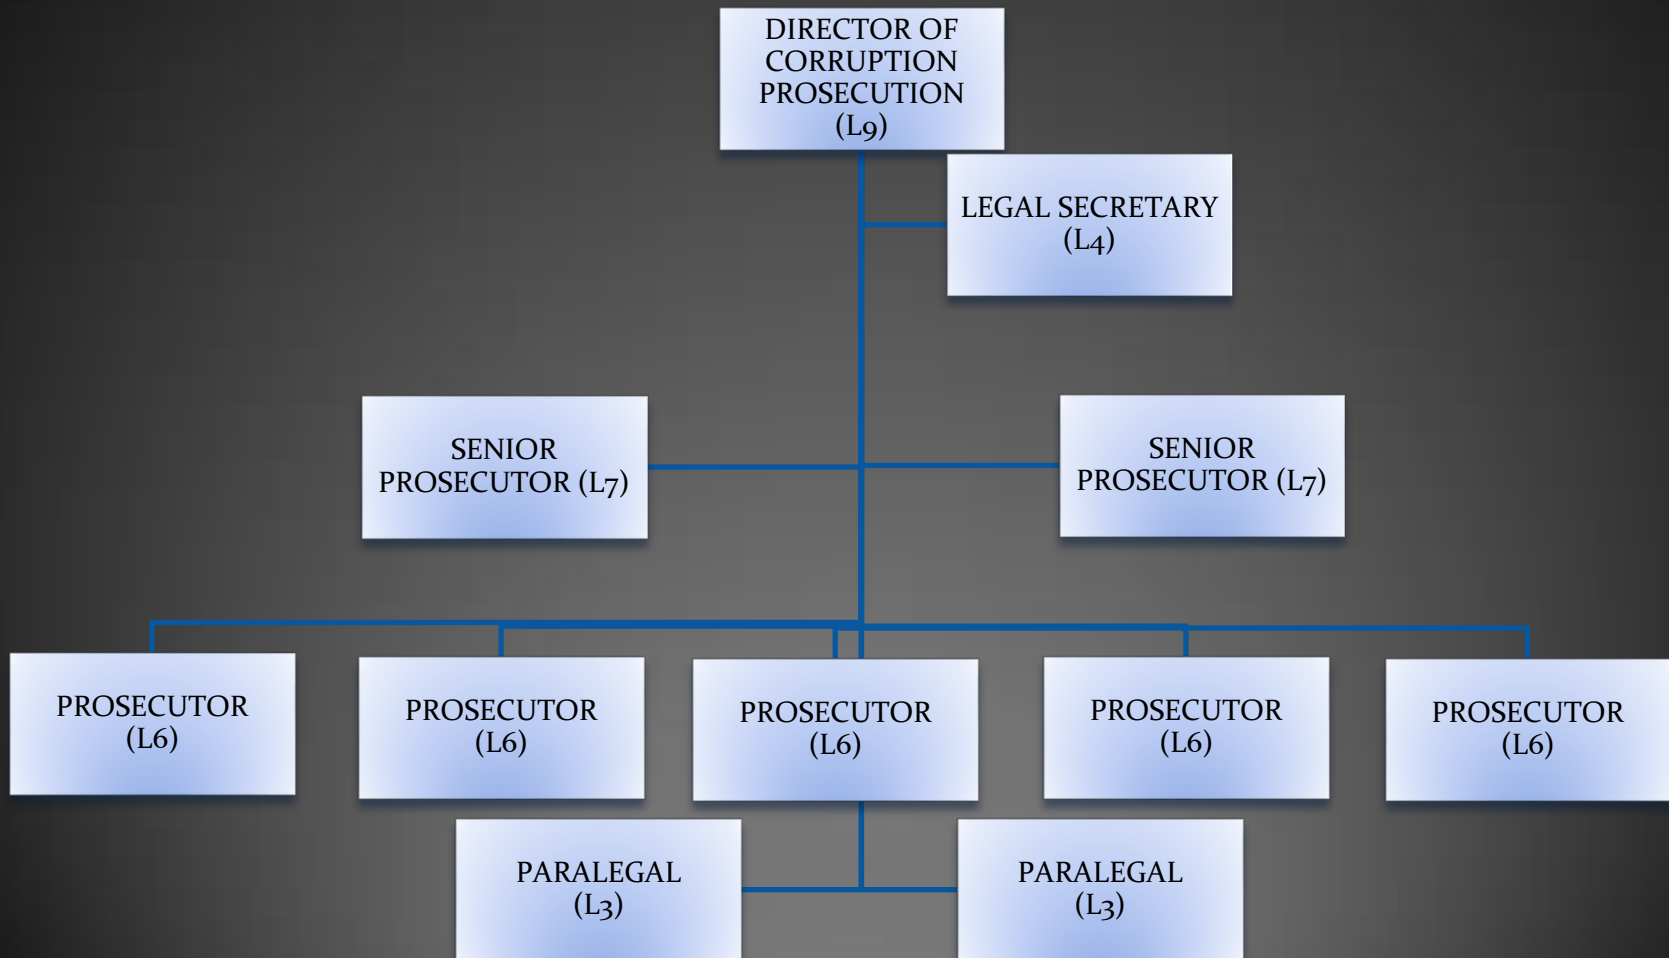 DIRECTOR OF
CORRUPTION
PROSECUTION
(L9)
LEGAL SECRETARY
(L4)
SENIOR
PROSECUTOR (L7)
SENIOR
PROSECUTOR (L7)
PROSECUTOR
(L6)
PROSECUTOR
(L6)
PROSECUTOR
(L6)
PROSECUTOR
(L6)
PROSECUTOR
(L6)
PARALEGAL
(L3)
PARALEGAL
(L3)